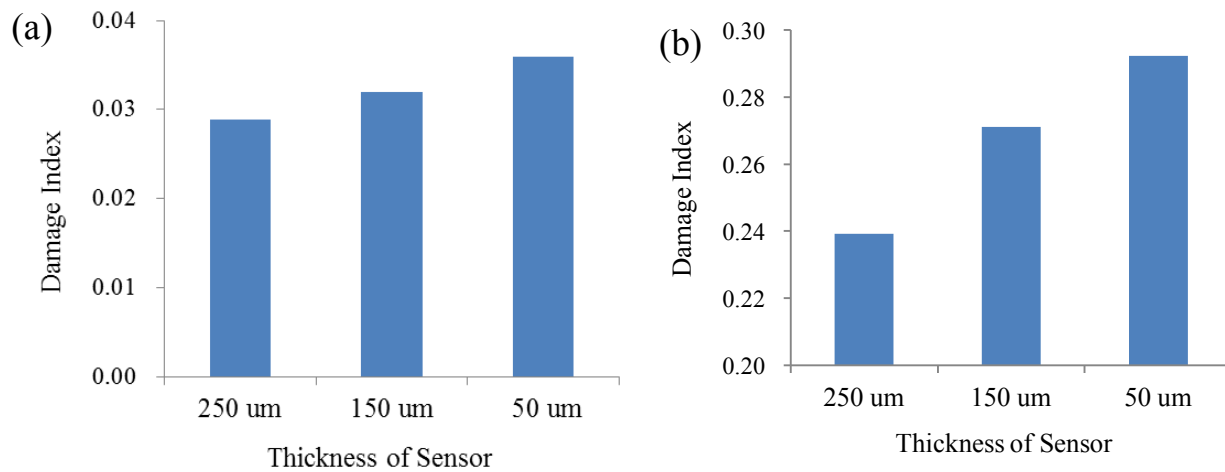 (a)
Damage Index
0.04
0.03
0.02
0.01
0.00
250 um 150 um 50 um
Thickness of Sensor
(b)
Damage Index
0.30
0.28
0.26
0.24
0.22
0.20
250 um 150 um 50 um
Thickness of Sensor